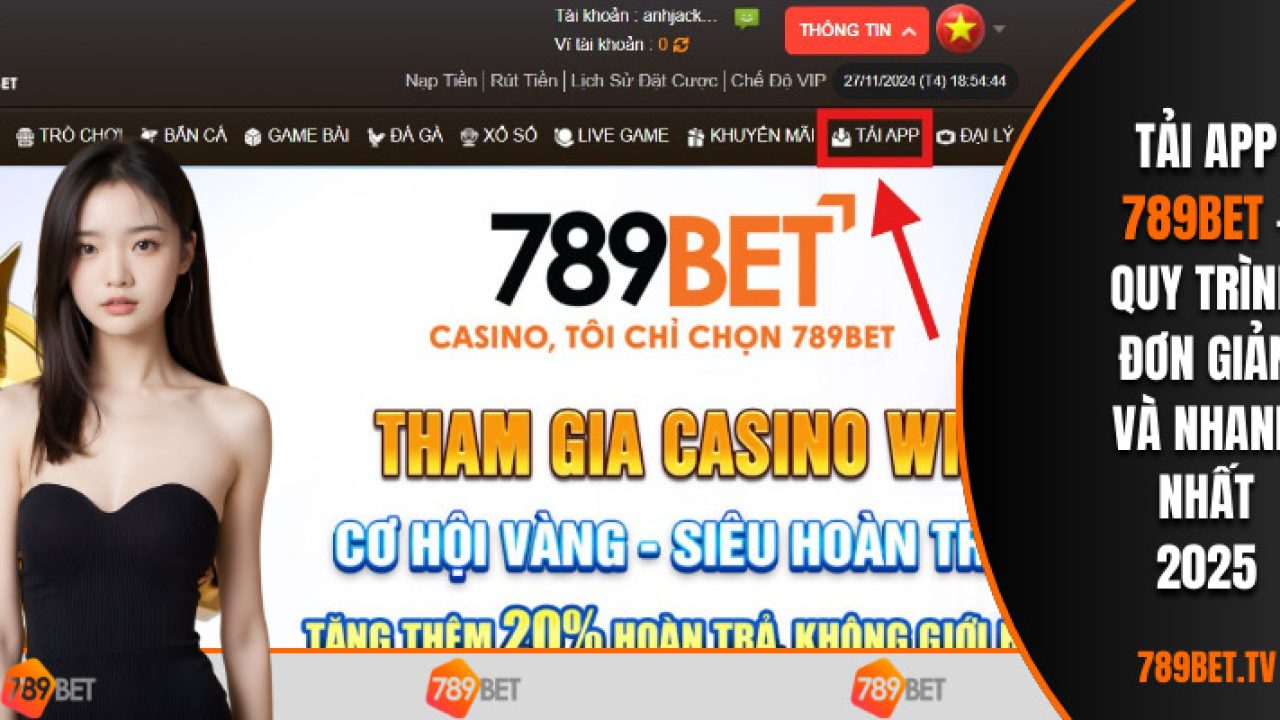 Tài khoản : anhjack...
THÔNG TIN
Ví tài khoản : 0
BET
Nạp Tiền | Rút Tiền | Lịch Sử Đặt Cược | Chế Độ VIP
27/11/2024 (T4) 18:54:44
TRÒ CHƠI BẮN CÁ GAME BÀI ĐÁ GÀ XỔ SỐ LIVE GAME KHUYẾN MÃI TẢI APP ĐẠI LÝ
789BET
CASINO, TÔI CHỈ CHỌN 789BET
THAM GIA CASINO
CƠ HỘI VÀNG - SIÊU HOÀN
TĂNG THÊM 20% HOÀN TRẢ, KHÔNG GIỚI
789BET
789BET
789BET
TẢI APP
789BET -
QUY TRÌN
ĐƠN GIẢN
VÀ NHANH
NHẤT
2025
789BET.TV